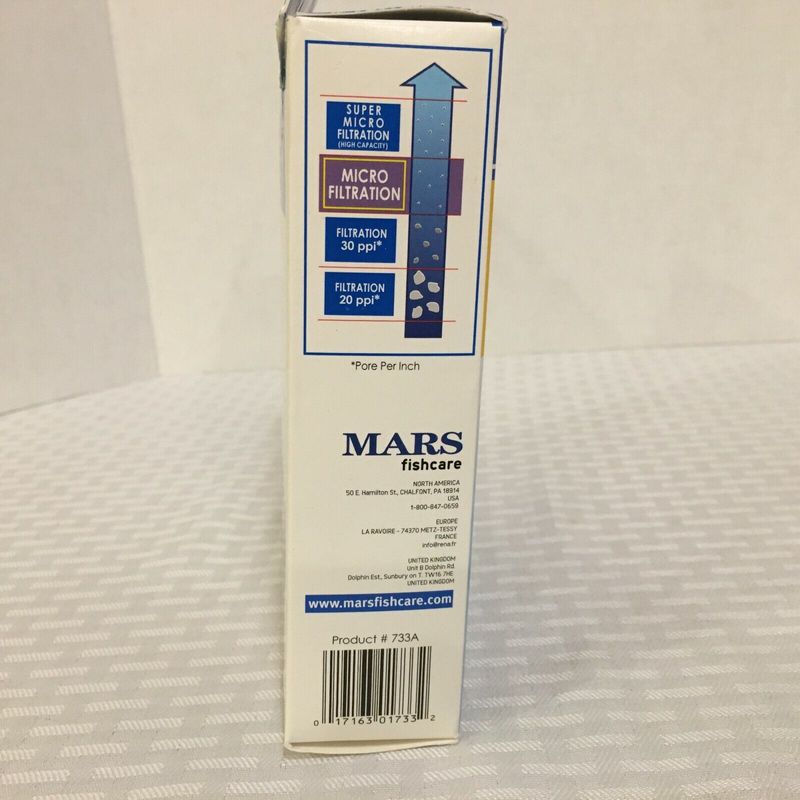 SUPER
MICRO
FILTRATION
(HIGH CAPACITY)
MICRO
FILTRATION
FILTRATION
30 ppi*
FILTRATION
20 ppi*
*Pore Per Inch
MARS
fishcare
NORTH AMERICA
50 E. Hamilton St., CHALFONT, PA 18914
USA
1-800-847-0659
EUROPE
LA RAVOIRE - 74370 METZ-TESSY
FRANCE
info@rena.fr
UNITED KINGDOM
Unit B Dolphin Rd.
Dolphin Est., Sunbury on T. TW16 7HE
UNITED KINGDOM
www.marsfishcare.com
Product # 733A
0 17163 01733 2